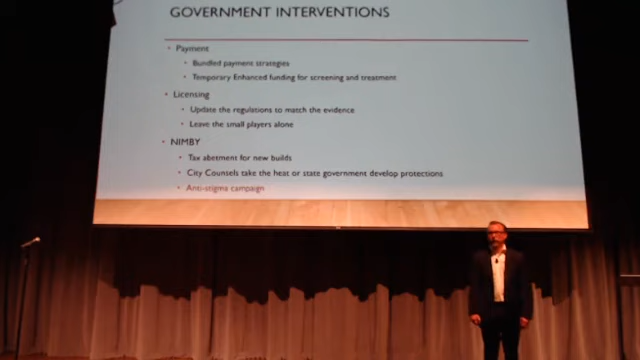 GOVERNMENT INTERVENTIONS
• Payment
• Bundled payment strategies
• Temporary Enhanced funding for screening and treatment
• Licensing
• Update the regulations to match the evidence
• Leave the small players alone
• NIMBY
• Tax abetment for new builds
• City Counsels take the heat or state government develop protections
• Anti-stigma campaign